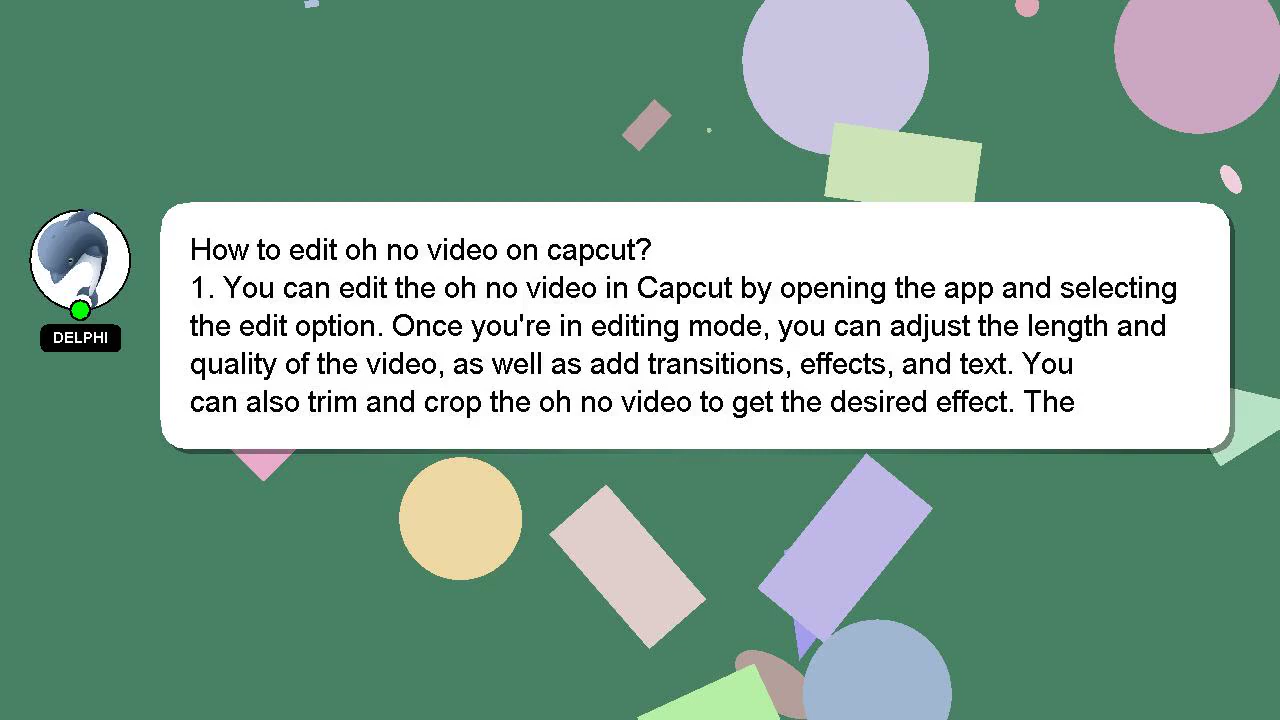 How to edit oh no video on capcut?
1. You can edit the oh no video in Capcut by opening the app and selecting
the edit option. Once you're in editing mode, you can adjust the length and
quality of the video, as well as add transitions, effects, and text. You
can also trim and crop the oh no video to get the desired effect. The
DELPHI